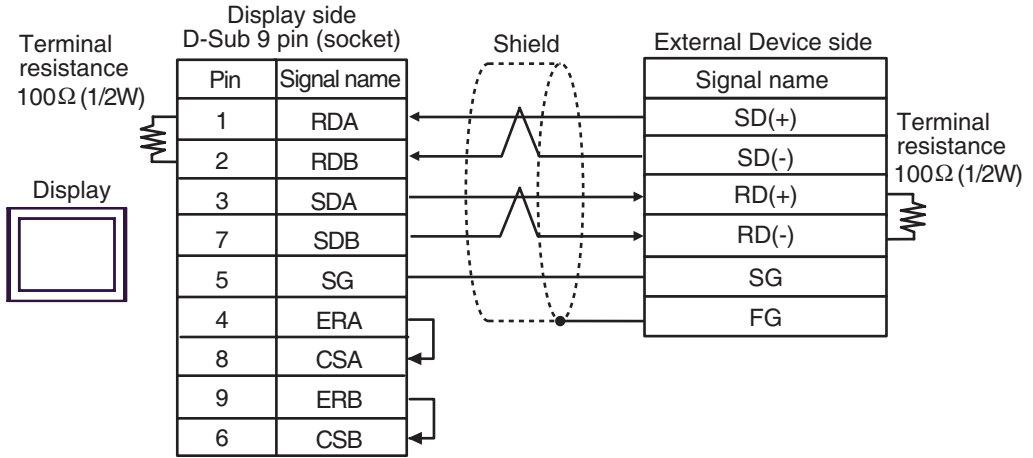 Display side
D-Sub 9 pin (socket)
Terminal
resistance
100Ω (1/2W)
Shield
External Device side
Pin Signal name
Signal name
1 RDA
SD(+)
2 RDB
SD(-)
3 SDA
RD(+)
7 SDB
RD(-)
5 SG
SG
4 ERA
FG
8 CSA
9 ERB
6 CSB
Terminal
resistance
100Ω (1/2W)
Display